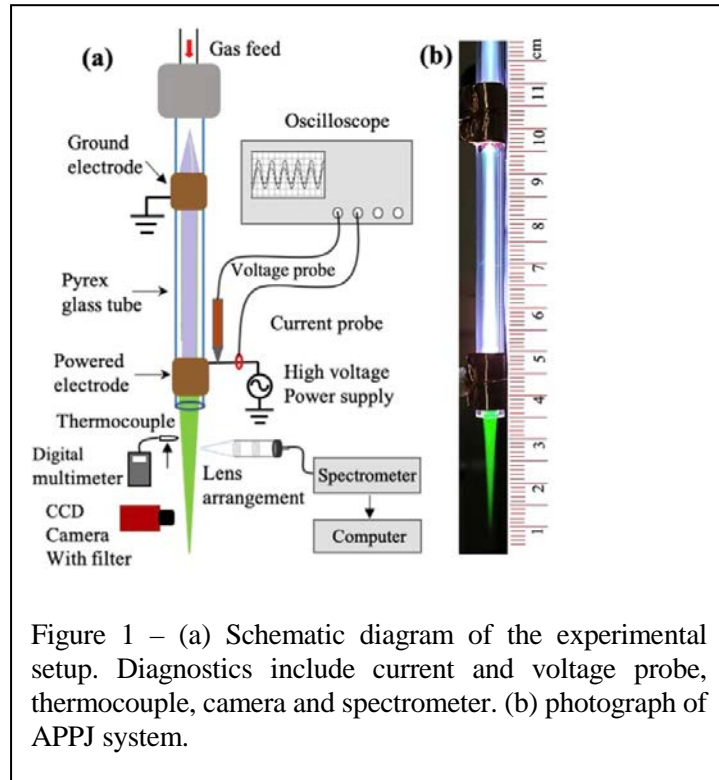 (a)
Gas feed
Ground
electrode
Oscilloscope
Pyrex
glass tube
Voltage probe
Current probe
Powered
electrode
High voltage
Power supply
Thermocouple
Digital
multimeter
Lens
arrangement
Spectrometer
CCD
Camera
With filter
Computer
(b)
cm
11
10
9
8
7
6
5
4
3
2
1
Figure 1 – (a) Schematic diagram of the experimental
setup. Diagnostics include current and voltage probe,
thermocouple, camera and spectrometer. (b) photograph of
APPJ system.